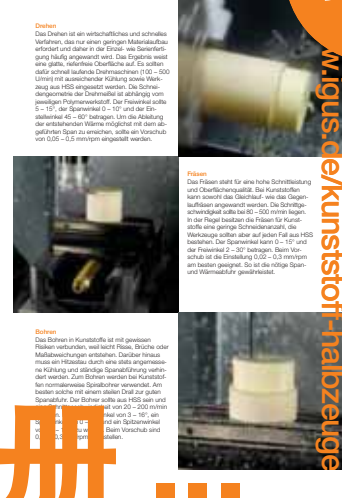 Drehen
Das Drehen ist ein wirtschaftliches und schnelles
Verfahren, das nur einen geringen Materialaufbau
erfordert und daher in der Einzel- wie Serienferti-
gung häufig angewandt wird. Das Ergebnis weist
eine glatte, riefenfreie Oberfläche auf. Es sollten
dafür schnell laufende Drehmaschinen (100 – 500
U/min) mit ausreichender Kühlung sowie Werk-
zeug aus HSS eingesetzt werden. Die Schnei-
dengeometrie der Drehmeißel ist abhängig vom
jeweiligen Polymerwerkstoff. Der Freiwinkel sollte
5 – 15°, der Spanwinkel 0 – 10° und der Ein-
stellwinkel 45 – 60° betragen. Um die Ableitung
der entstehenden Wärme möglichst mit dem ab-
geführten Span zu erreichen, sollte ein Vorschub
von 0,05 – 0,5 mm/rpm eingestellt werden.
Fräsen
Das Fräsen steht für eine hohe Schnittleistung
und Oberflächenqualität. Bei Kunststoffen
kann sowohl das Gleichlauf- wie das Gegen-
lauffräsen angewandt werden. Die Schnittge-
schwindigkeit sollte bei 80 – 500 m/min liegen.
In der Regel besitzen die Fräsen für Kunst-
stoffe eine geringe Schneidenanzahl, die
Werkzeuge sollten aber auf jeden Fall aus HSS
bestehen. Der Spanwinkel kann 0 – 15° und
der Freiwinkel 2 – 30° betragen. Beim Vor-
schub ist die Einstellung 0,02 – 0,3 mm/rpm
am besten geeignet. So ist die nötige Span-
und Wärmeabfuhr gewährleistet.
Bohren
Das Bohren in Kunststoffe ist mit gewissen
Risiken verbunden, weil leicht Risse, Brüche oder
Maßabweichungen entstehen. Darüber hinaus
muss ein Hitzestau durch eine stets angemesse-
ne Kühlung und ständige Spanabführung verhin-
dert werden. Zum Bohren werden bei Kunststof-
fen normalerweise Spiralbohrer verwendet. Am
besten solche mit einem steilen Drall zur guten
Spanabfuhr. Der Bohrer sollte aus HSS sein und
von 20 – 200 m/min
von 3 – 16°, ein
und ein Spitzenwinkel
Beim Vorschub sind
w.igus.de/kunststoff-halbzeuge